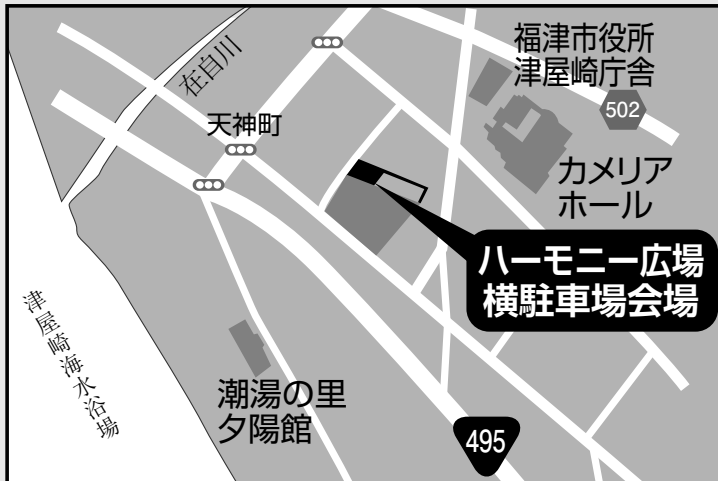 福津市役所
津屋崎庁舎
在自川
502
天神町
カメリア
ホール
ハーモニー広場
横駐車場会場
津屋崎海水浴場
潮湯の里
夕陽館
495